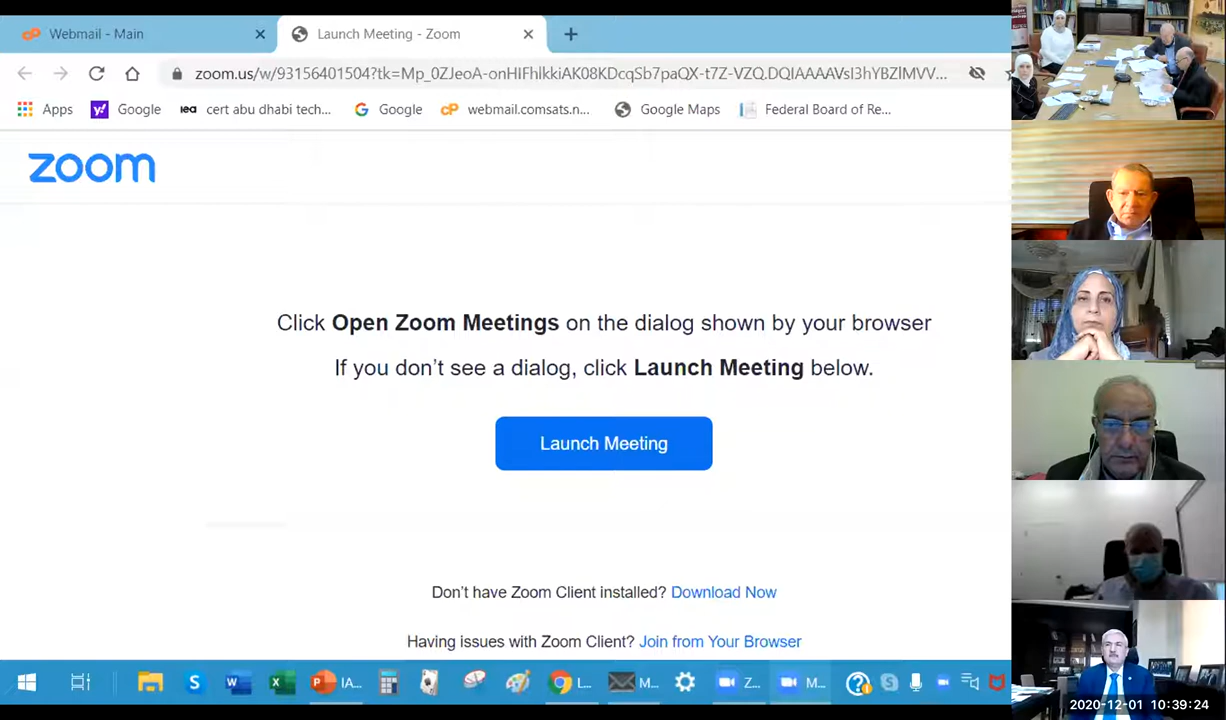 Webmail - Main
Launch Meeting - Zoom
zoom.us/w/93156401504?tk=Mp_0ZJeoA-onHIFhlkkiAK08KDcqSb7paQX-t7Z-VZQ.DQIAAAAVsI3hYBZlMVV...
Apps
Google
cert abu dhabi tech...
Google
webmail.comsats.n...
Google Maps
Federal Board of Re...
zoom
Click Open Zoom Meetings on the dialog shown by your browser
If you don't see a dialog, click Launch Meeting below.
Launch Meeting
Don't have Zoom Client installed? Download Now
Having issues with Zoom Client? Join from Your Browser
IA...
L...
M...
Z...
M...
2020-12-01 10:39:24